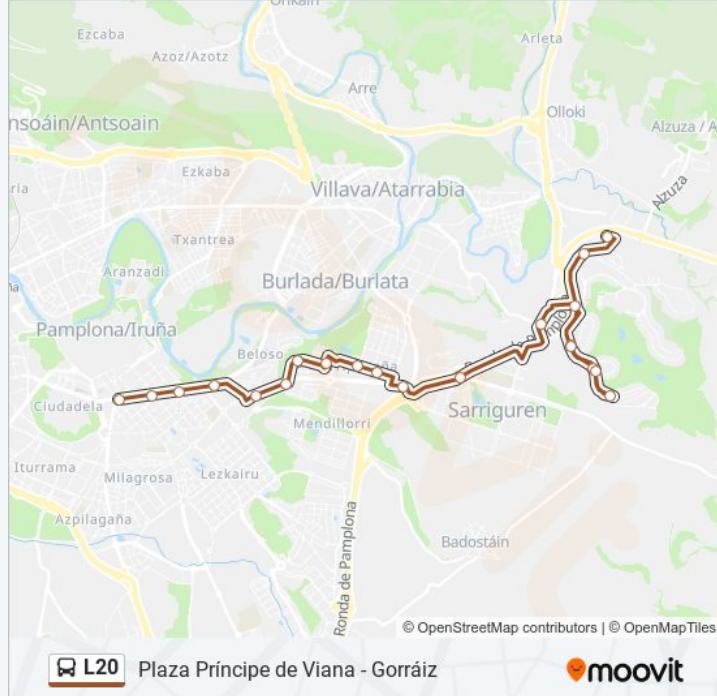 Orikain
Ezcaba
Arleta
Azoz/Azotz
Arre
Olloki
nsoáin/Antsoain
Alzuza / A
Ezkaba
ria
Villava/Atarrabia
Alzuza
Txantrea
Aranzadi
Burlada/Burlata
ña
Pamplona/Iruña
Beloso
Ciudadela
Sarriguren
Mendillorri
Iturrama
Lezkairu
Milagrosa
Azpilagaña
Ronda de Pamplona
Badostáin
© OpenStreetMap contributors | © OpenMapTiles
L20 Plaza Príncipe de Viana - Gorráiz
moovit